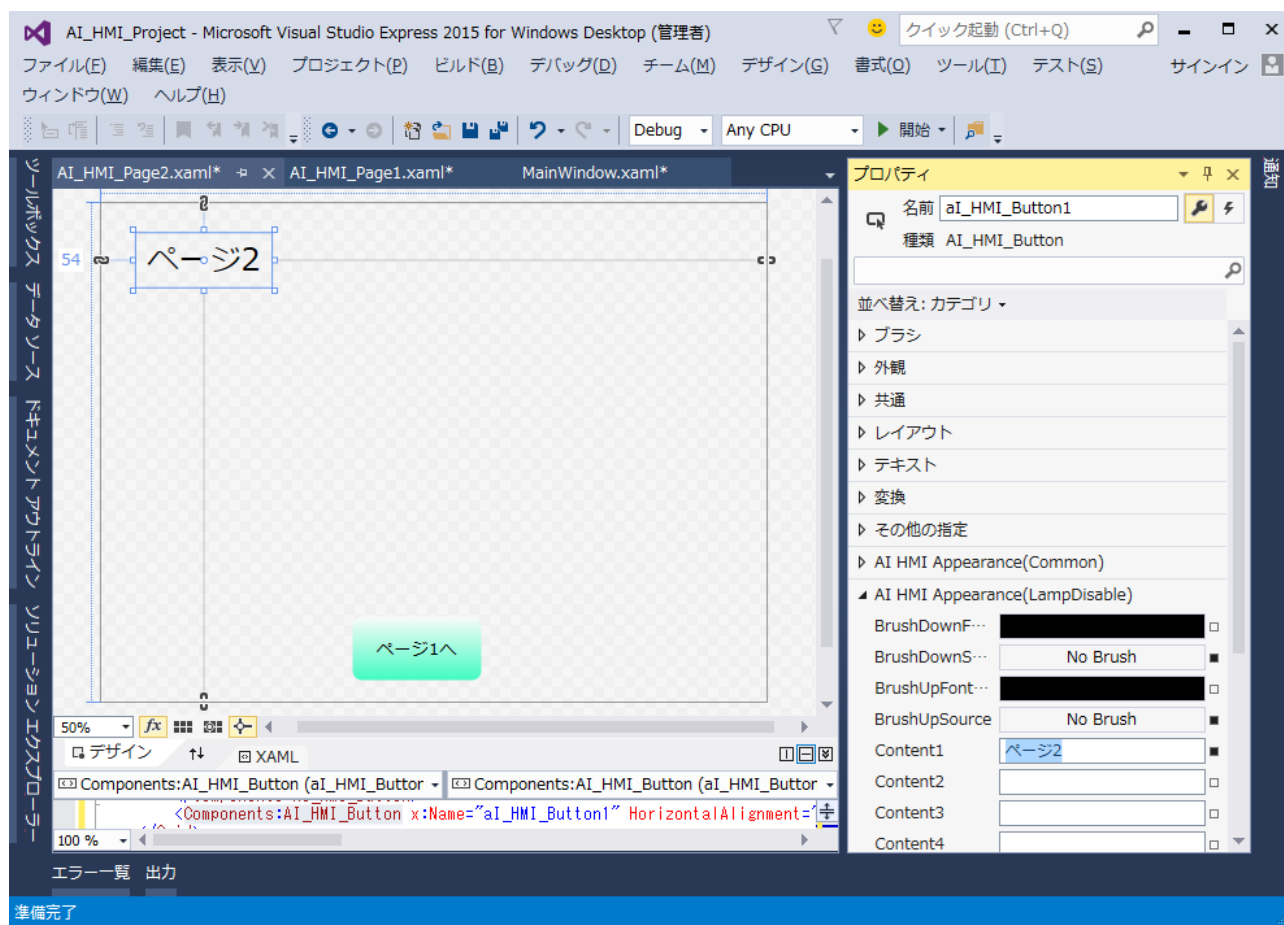 AI_HMI_Project - Microsoft Visual Studio Express 2015 for Windows Desktop (管理者)
クイック起動 (Ctrl+Q)
ファイル(F) 編集(E) 表示(V) プロジェクト(P) ビルド(B) デバッグ(D) チーム(M) デザイン(G) 書式(O) ツール(T) テスト(S) サインイン
ウィンドウ(W) ヘルプ(H)
Debug Any CPU 開始
ツールボックス
データ ソース
ドキュメント アウトライン
ソリューション エクスプローラー
AI_HMI_Page2.xaml* AI_HMI_Page1.xaml* MainWindow.xaml*
54
ページ2
ページ1へ
50% fx
デザイン XAML
Components:AI_HMI_Button (aI_HMI_Buttor Components:AI_HMI_Button (aI_HMI_Buttor
<Components:AI_HMI_Button x:Name="aI_HMI_Button1" HorizontalAlignment="
100 %
プロパティ
名前 aI_HMI_Button1
種類 AI_HMI_Button
並べ替え: カテゴリ
ブラシ
外観
共通
レイアウト
テキスト
変換
その他の指定
AI HMI Appearance(Common)
AI HMI Appearance(LampDisable)
BrushDownF…
BrushDownS… No Brush
BrushUpFont…
BrushUpSource No Brush
Content1 ページ2
Content2
Content3
Content4
通知
エラー一覧 出力
準備完了